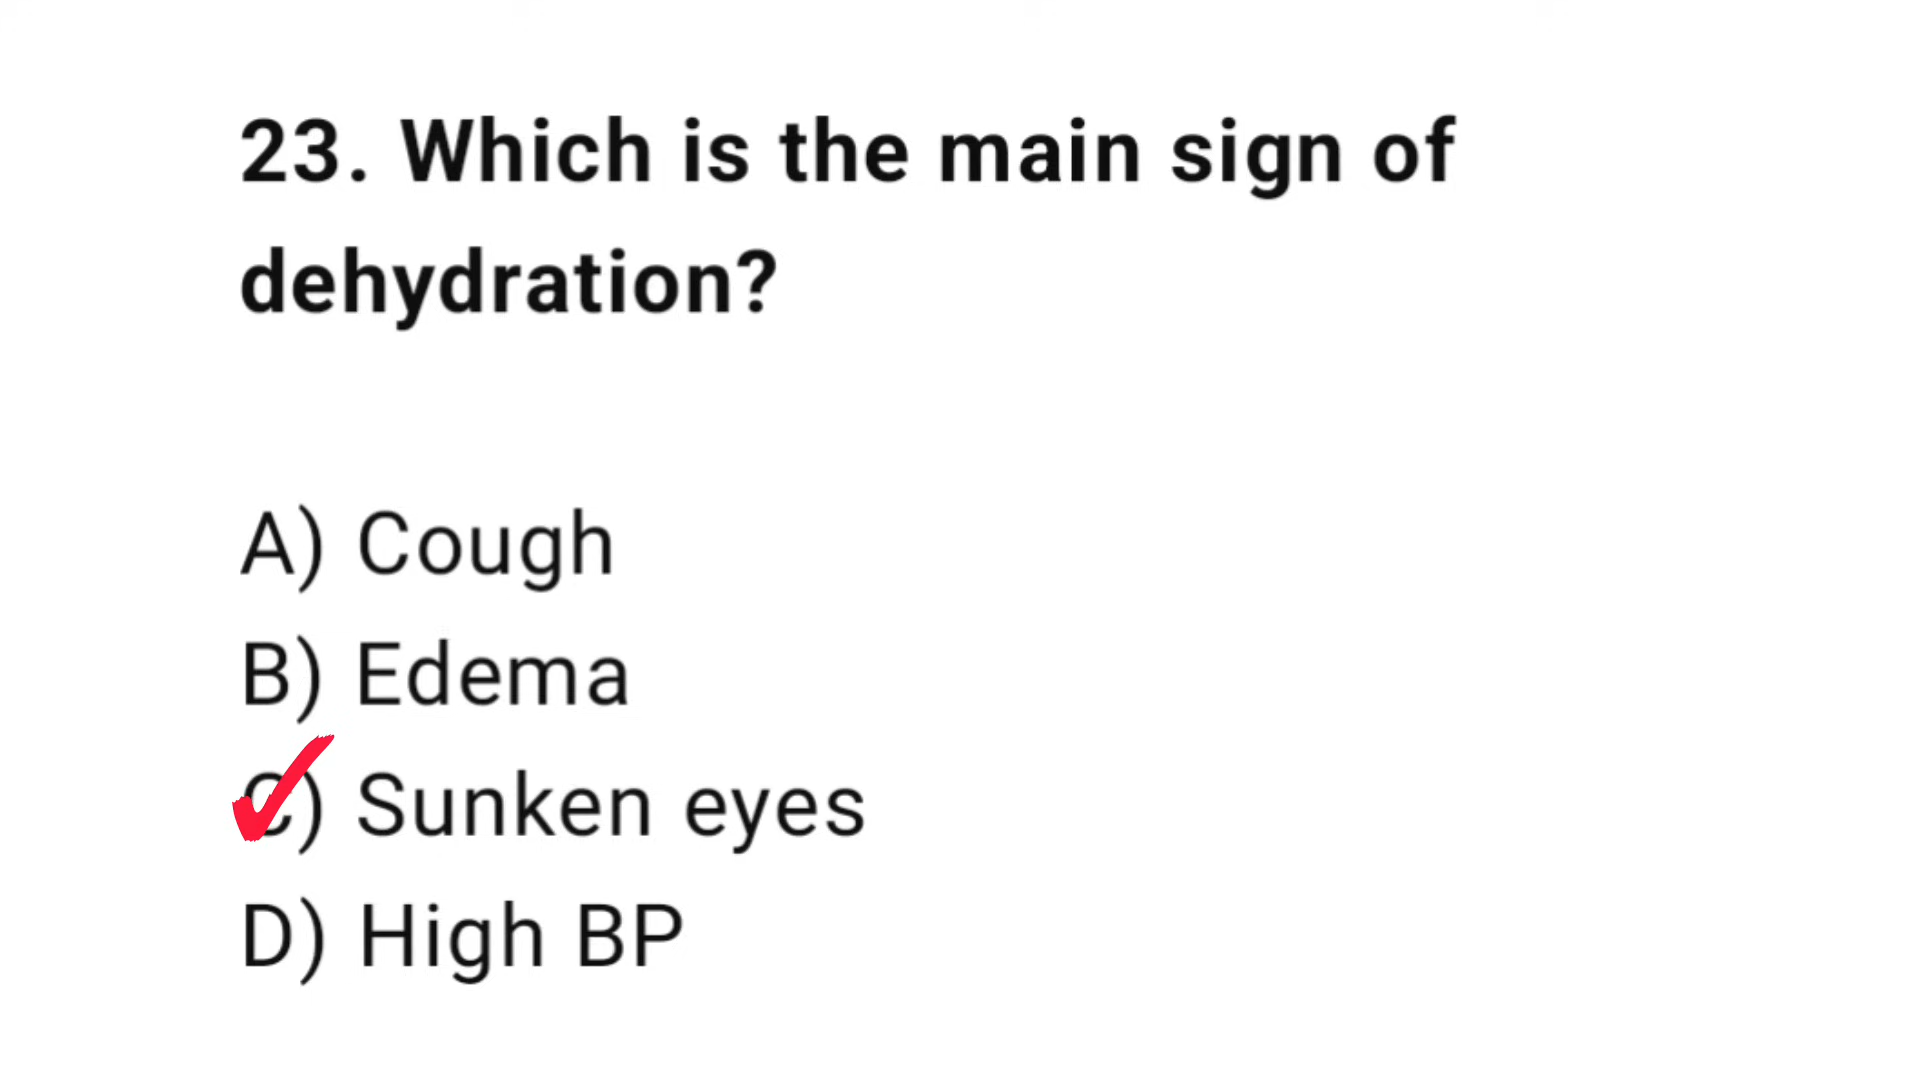 23. Which is the main sign of
dehydration?
A) Cough
B) Edema
C) Sunken eyes
D) High BP